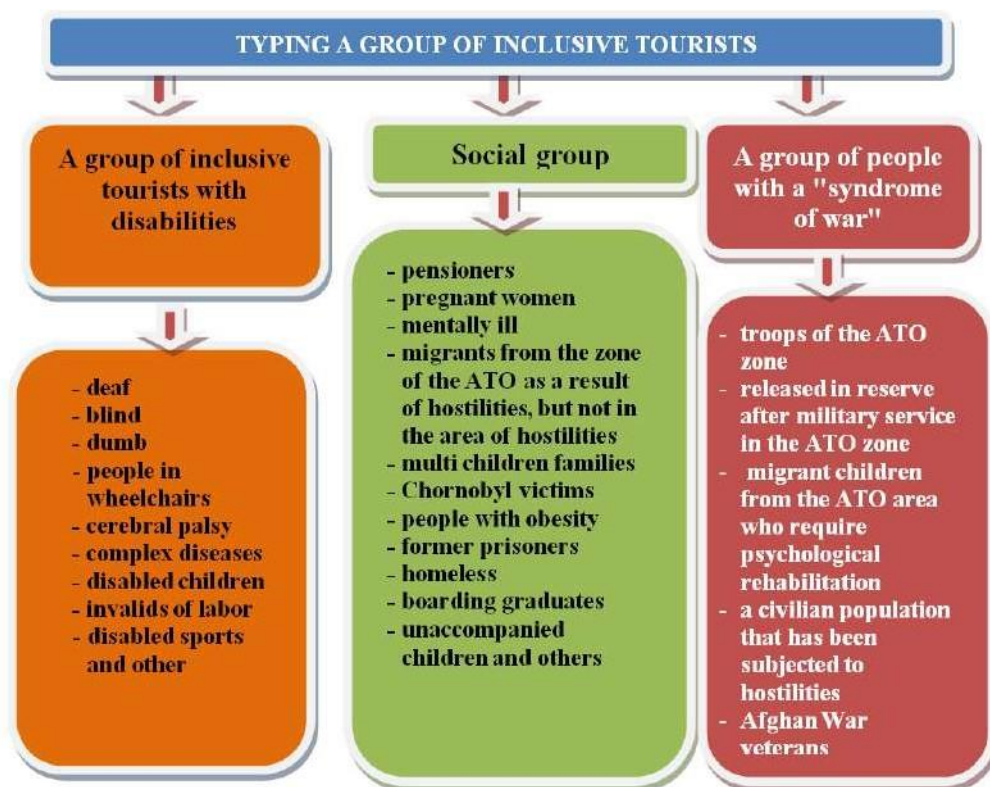 TYPING A GROUP OF INCLUSIVE TOURISTS
A group of inclusive
tourists with
disabilities
- deaf
- blind
- dumb
- people in
wheelchairs
- cerebral palsy
- complex diseases
- disabled children
- invalids of labor
- disabled sports
and other
Social group
- pensioners
- pregnant women
- mentally ill
- migrants from the zone
of the ATO as a result
of hostilities, but not in
the area of hostilities
- multi children families
- Chornobyl victims
- people with obesity
- former prisoners
- homeless
- boarding graduates
- unaccompanied
children and others
A group of people
with a "syndrome
of war"
- troops of the ATO
zone
- released in reserve
after military service
in the ATO zone
- migrant children
from the ATO area
who require
psychological
rehabilitation
- a civilian population
that has been
subjected to
hostilities
- Afghan War
veterans